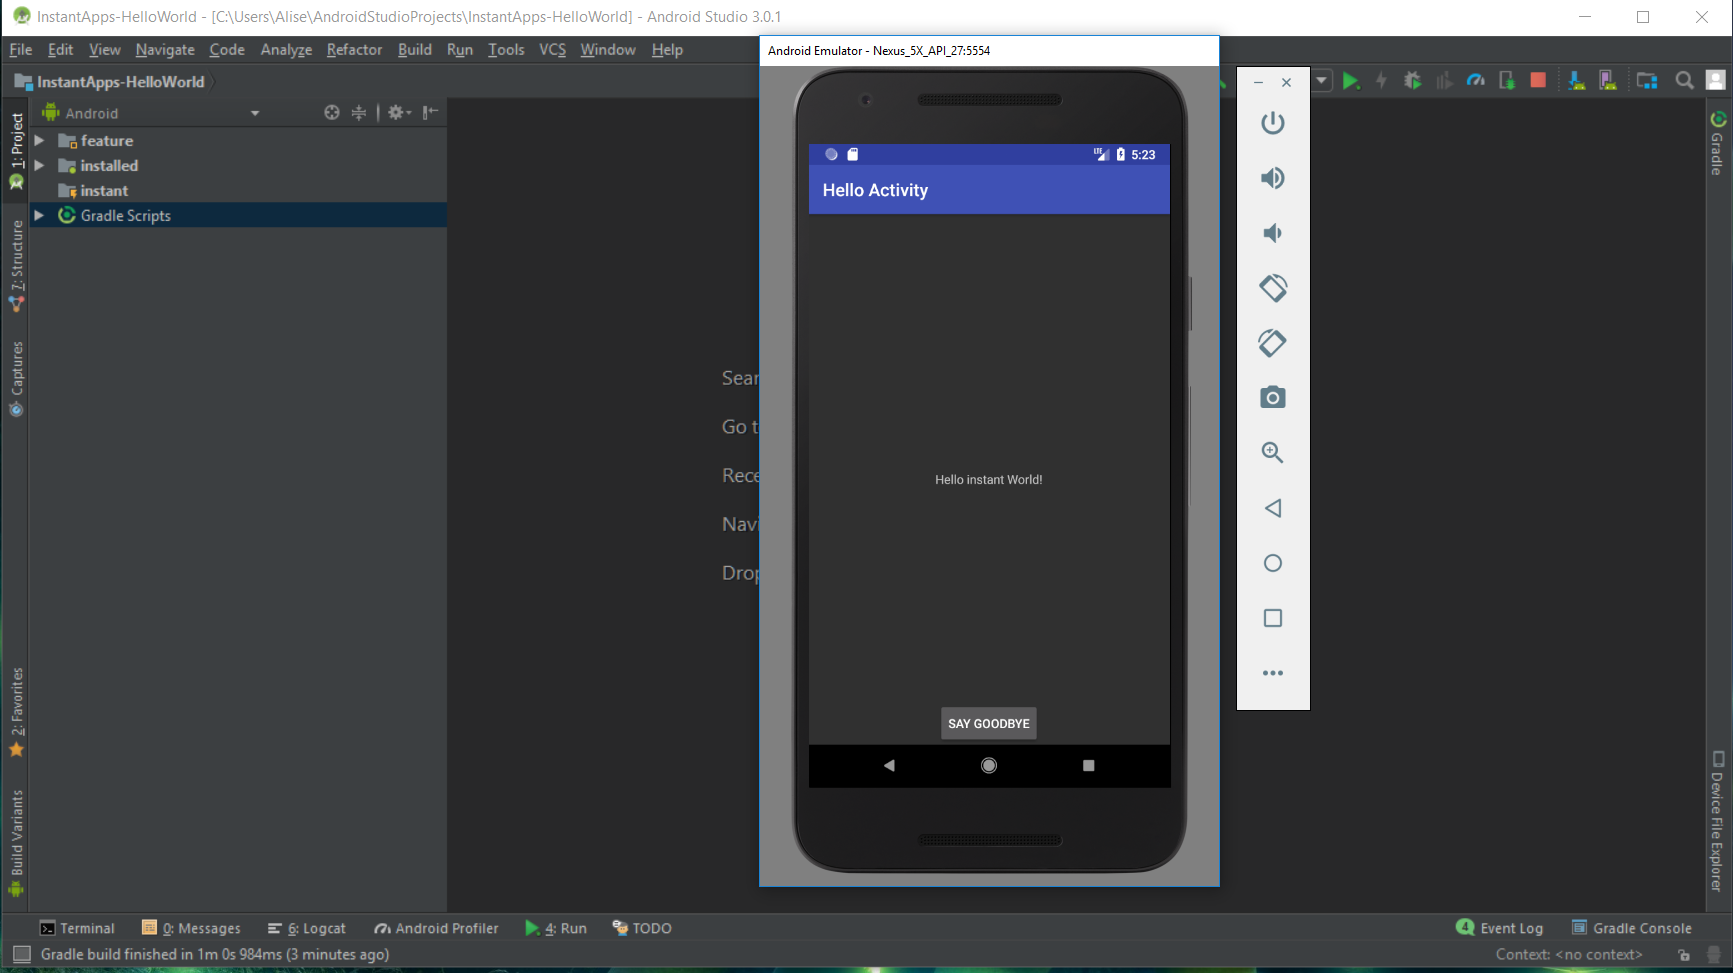 InstantApps-HelloWorld - [C:\Users\Alise\AndroidStudioProjects\InstantApps-HelloWorld] - Android Studio 3.0.1
File Edit View Navigate Code Analyze Refactor Build Run Tools VCS Window Help
InstantApps-HelloWorld
Android
feature
installed
instant
Gradle Scripts
1: Project
7: Structure
Captures
2: Favorites
Build Variants
Sear
Go t
Rece
Navi
Drop
Android Emulator - Nexus_5X_API_27:5554
LTE 5:23
Hello Activity
Hello instant World!
SAY GOODBYE
Gradle
Device File Explorer
Terminal 0: Messages 6: Logcat Android Profiler 4: Run TODO 4 Event Log Gradle Console
Gradle build finished in 1m 0s 984ms (3 minutes ago) Context: <no context>